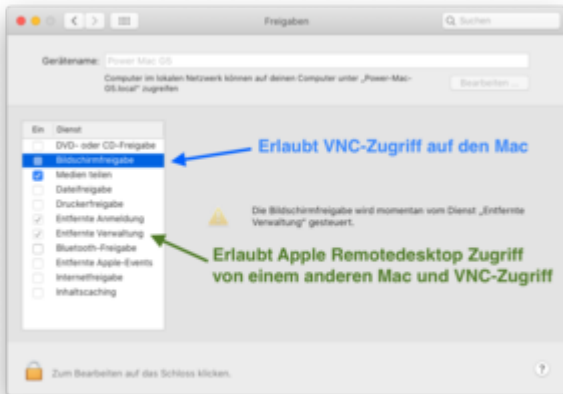 Freigaben
Suchen
Gerätename: Power Mac G5
Computer im lokalen Netzwerk können auf deinen Computer unter „Power-Mac-
G5.local“ zugreifen
Bearbeiten ...
Ein Dienst
DVD- oder CD-Freigabe
Bildschirmfreigabe
Medien teilen
Dateifreigabe
Druckerfreigabe
Entfernte Anmeldung
Entfernte Verwaltung
Bluetooth-Freigabe
Entfernte Apple-Events
Internetfreigabe
Inhaltscaching
Erlaubt VNC-Zugriff auf den Mac
Die Bildschirmfreigabe wird momentan vom Dienst „Entfernte
Verwaltung“ gesteuert.
Erlaubt Apple Remotedesktop Zugriff
von einem anderen Mac und VNC-Zugriff
Zum Bearbeiten auf das Schloss klicken.
?